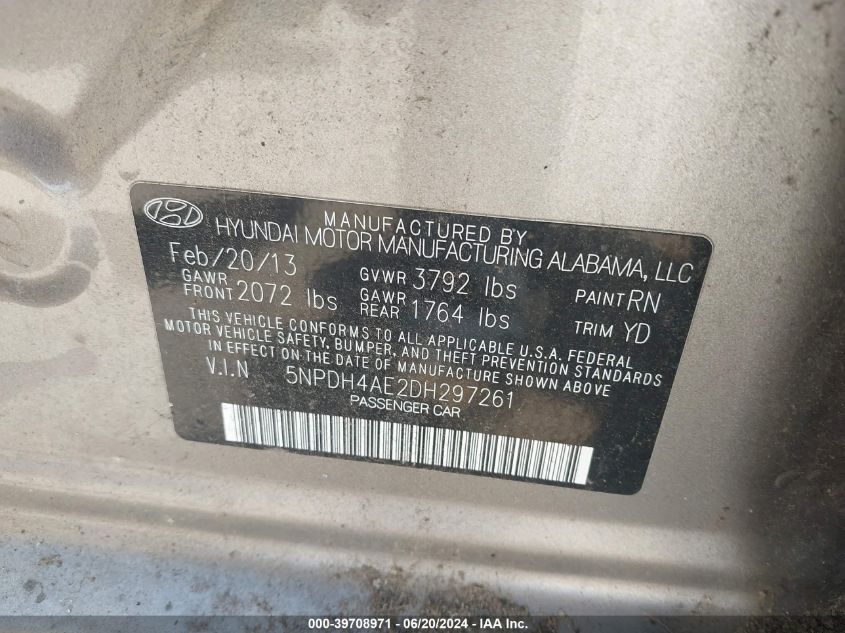 MANUFACTURED BY
HYUNDAI MOTOR MANUFACTURING ALABAMA, LLC
Feb/20/13 GVWR 3792 lbs PAINT RN
GAWR FRONT 2072 lbs GAWR REAR 1764 lbs TRIM YD
THIS VEHICLE CONFORMS TO ALL APPLICABLE U.S.A. FEDERAL
MOTOR VEHICLE SAFETY, BUMPER, AND THEFT PREVENTION STANDARDS
IN EFFECT ON THE DATE OF MANUFACTURE SHOWN ABOVE
V.I.N 5NPDH4AE2DH297261
PASSENGER CAR
000-39708971 - 06/20/2024 - IAA Inc.